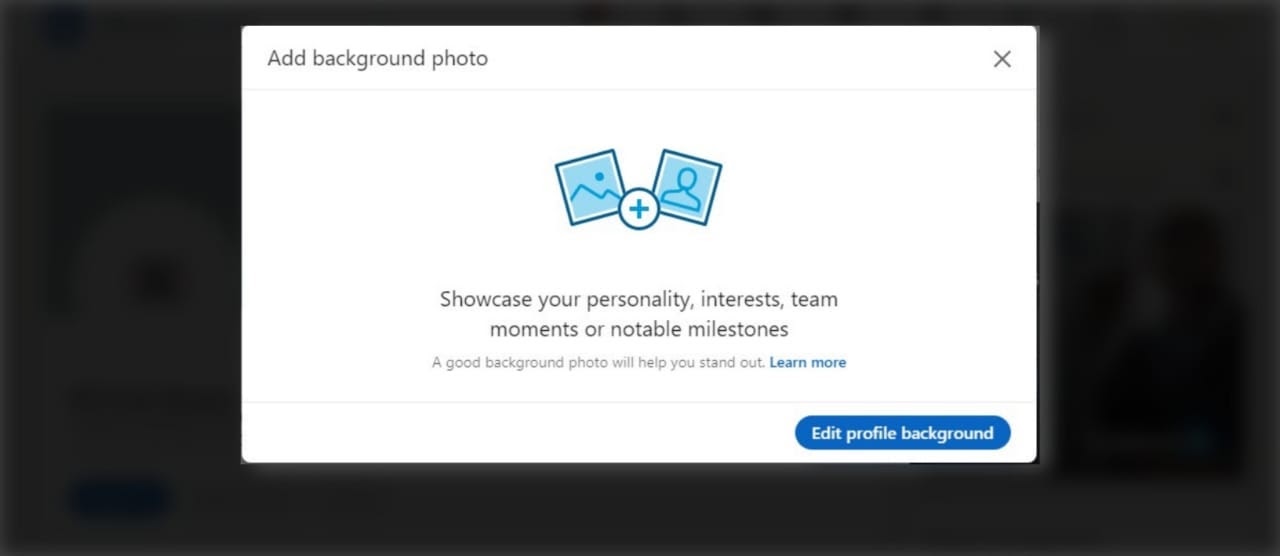 Add background photo
Showcase your personality, interests, team
moments or notable milestones
A good background photo will help you stand out. Learn more
Edit profile background